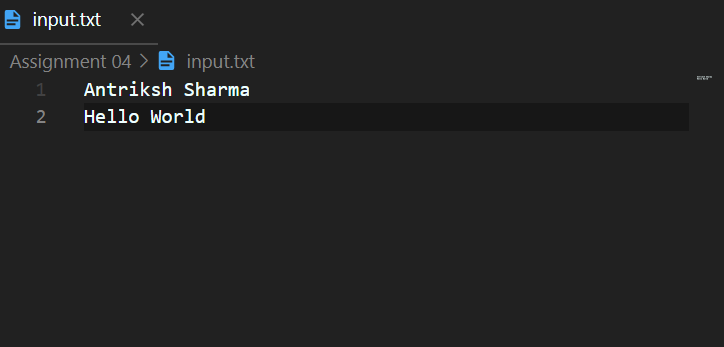 input.txt
Assignment 04 > input.txt
1 Antriksh Sharma
2 Hello World